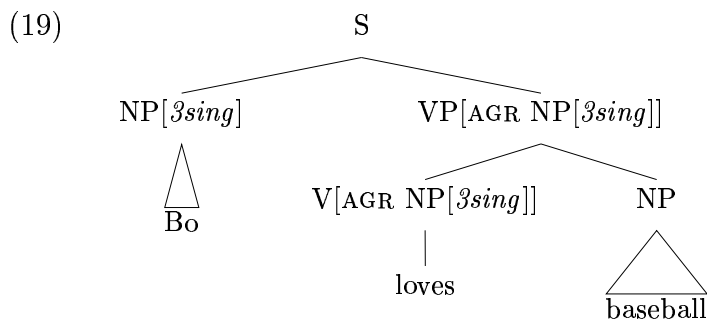 (19) S
NP[3sing] VP[AGR NP[3sing]]
V[AGR NP[3sing]] NP
Bo
loves
baseball